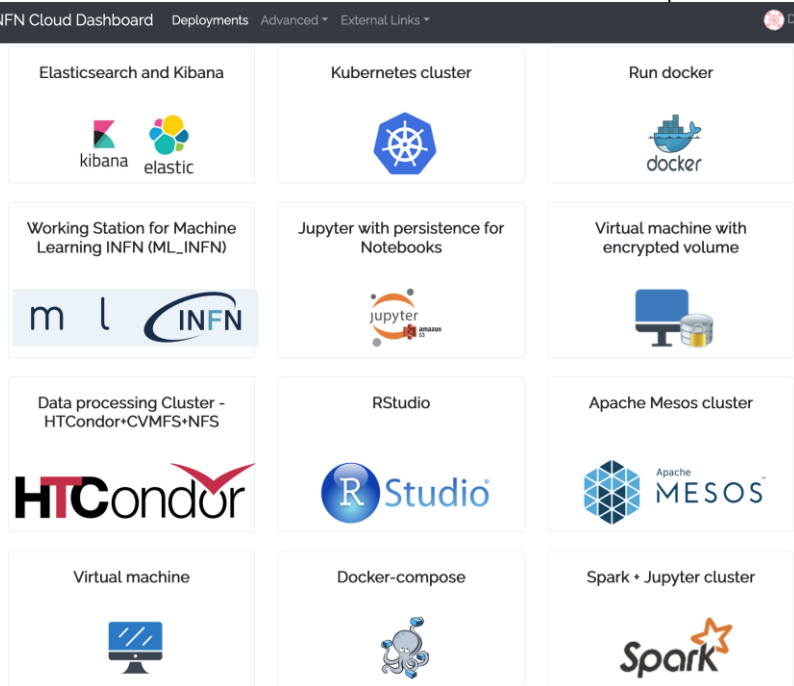 NFN Cloud Dashboard Deployments Advanced External Links D
Elasticsearch and Kibana
Kubernetes cluster
Run docker
kibana
elastic
docker
Working Station for Machine
Learning INFN (ML_INFN)
Jupyter with persistence for
Notebooks
Virtual machine with
encrypted volume
m l INFN
jupyter
amazon
S3
Data processing Cluster -
HTCondor+CVMFS+NFS
RStudio
Apache Mesos cluster
HTCondor
R Studio
Apache
MESOS™
Virtual machine
Docker-compose
Spark + Jupyter cluster
Spark